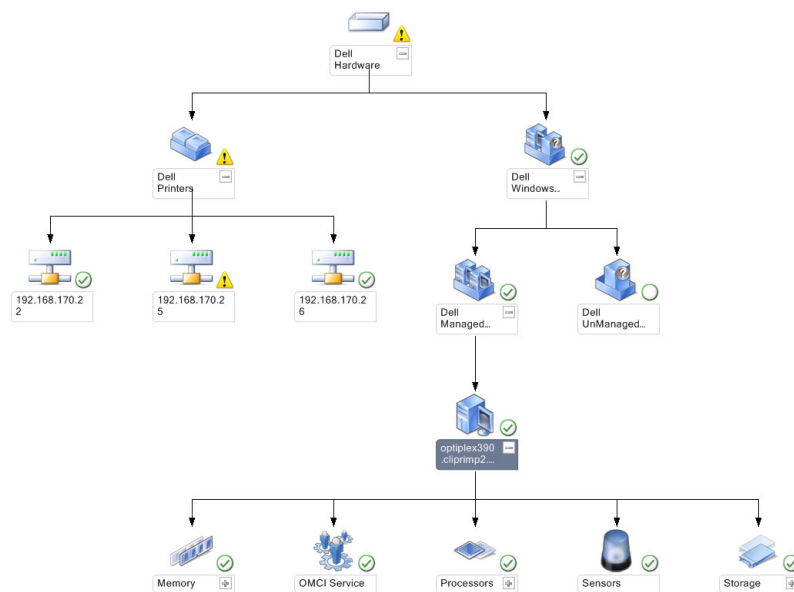 Dell
Hardware
Dell
Printers
Dell
Windows...
192.168.170.2
2
192.168.170.2
5
192.168.170.2
6
Dell
Managed...
Dell
UnManaged...
optiplex390
.cliprimp2....
Memory
OMCI Service
Processors
Sensors
Storage